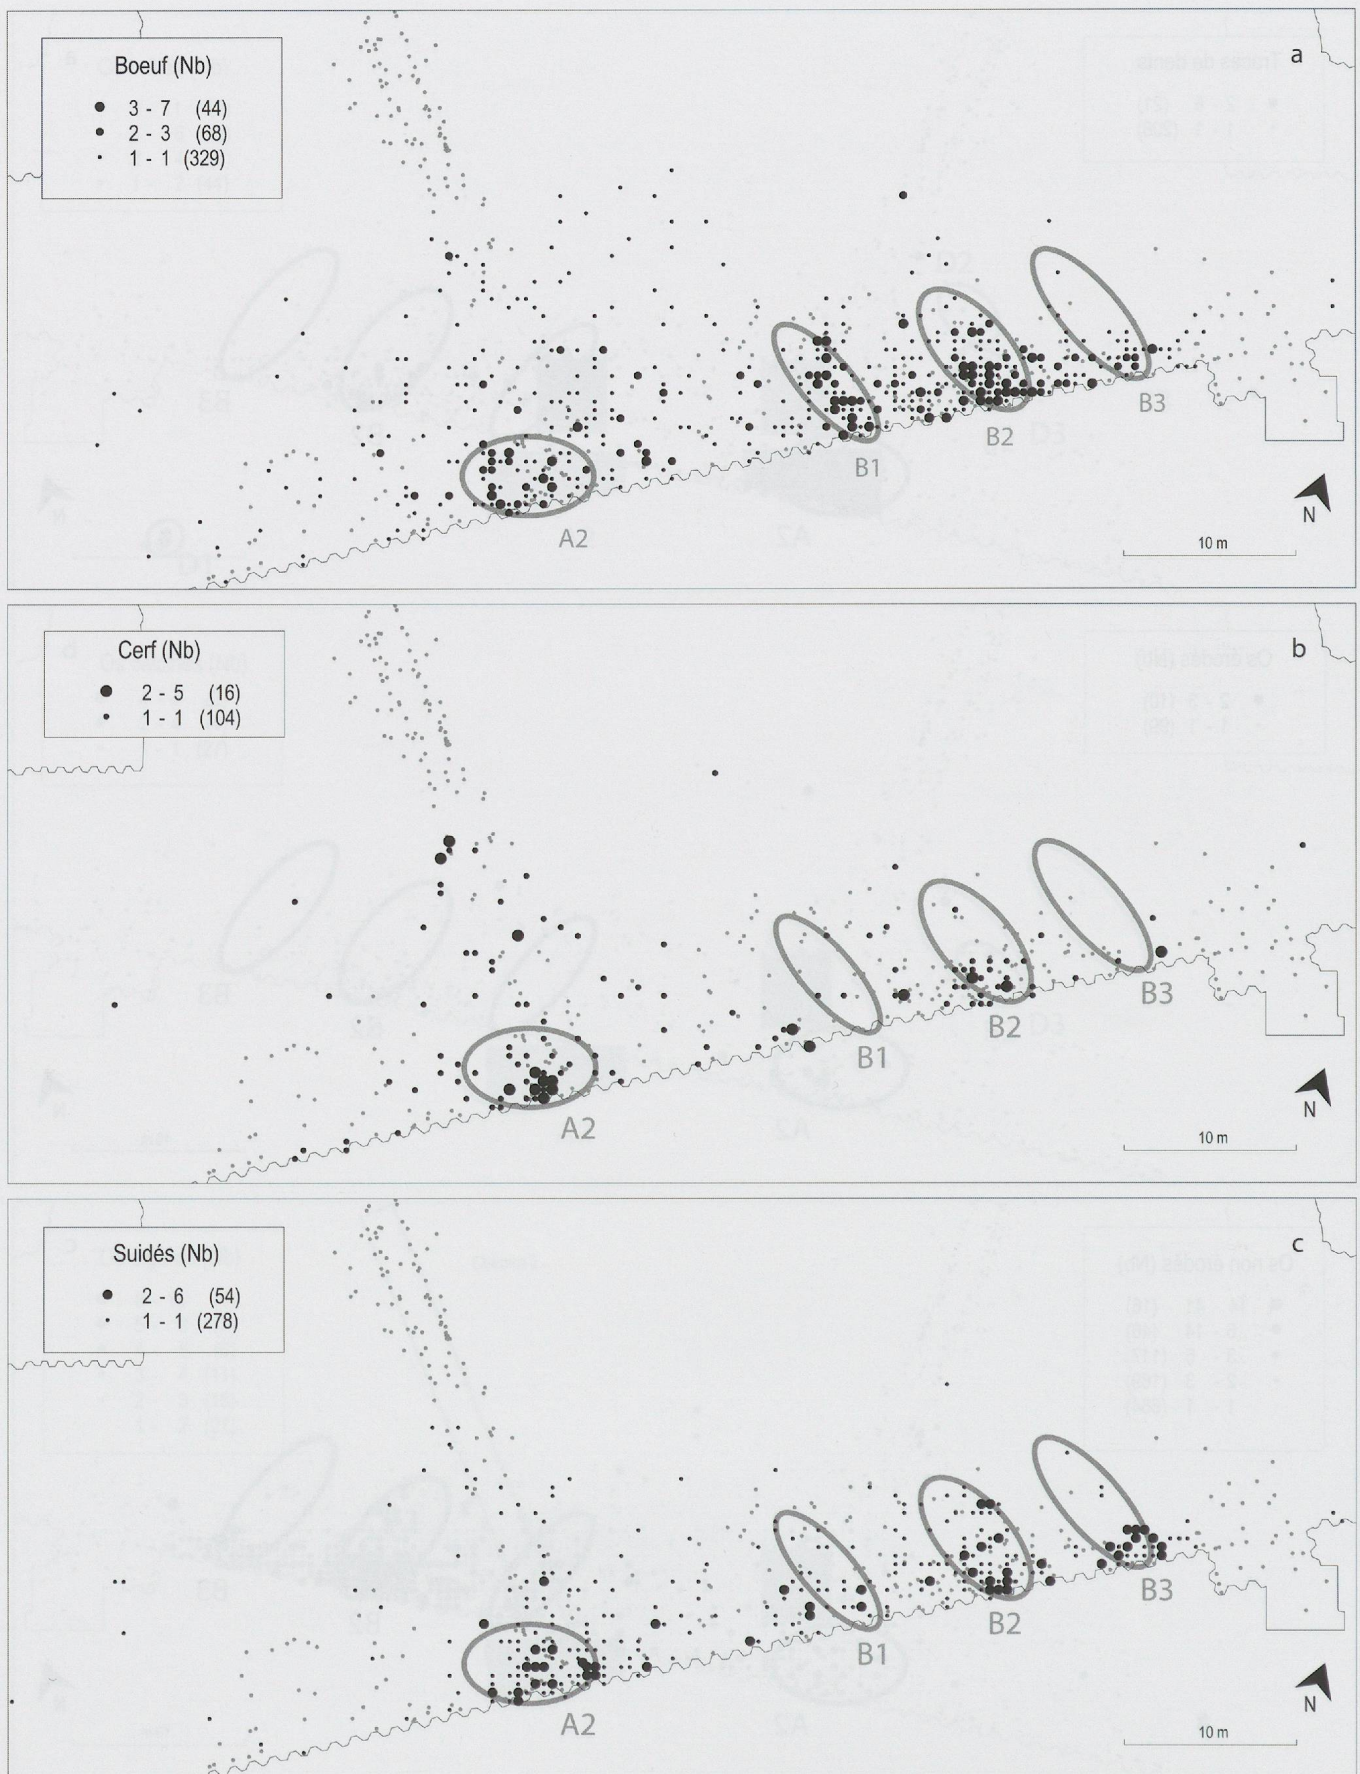 Boeuf (Nb)
3 - 7 (44)
2 - 3 (68)
1 - 1 (329)
a
B3
B2
B1
A2
N
10 m
Cerf (Nb)
2 - 5 (16)
1 - 1 (104)
b
B3
B2
B1
A2
N
10 m
Suidés (Nb)
2 - 6 (54)
1 - 1 (278)
c
B3
B2
B1
A2
N
10 m